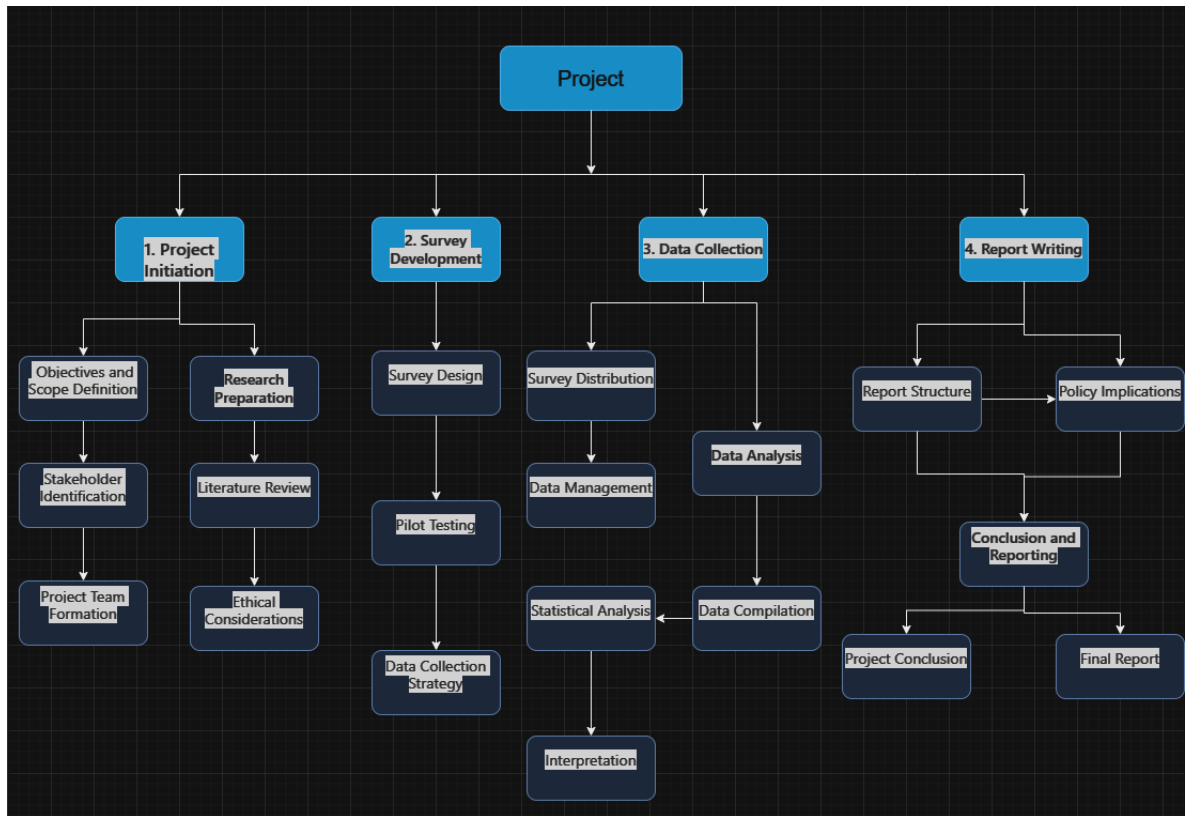 Project
1. Project
Initiation
2. Survey
Development
3. Data Collection
4. Report Writing
Objectives and
Scope Definition
Research
Preparation
Survey Design
Survey Distribution
Report Structure
Policy Implications
Data Analysis
Stakeholder
Identification
Literature Review
Data Management
Pilot Testing
Conclusion and
Reporting
Project Team
Formation
Ethical
Considerations
Statistical Analysis
Data Compilation
Data Collection
Strategy
Project Conclusion
Final Report
Interpretation